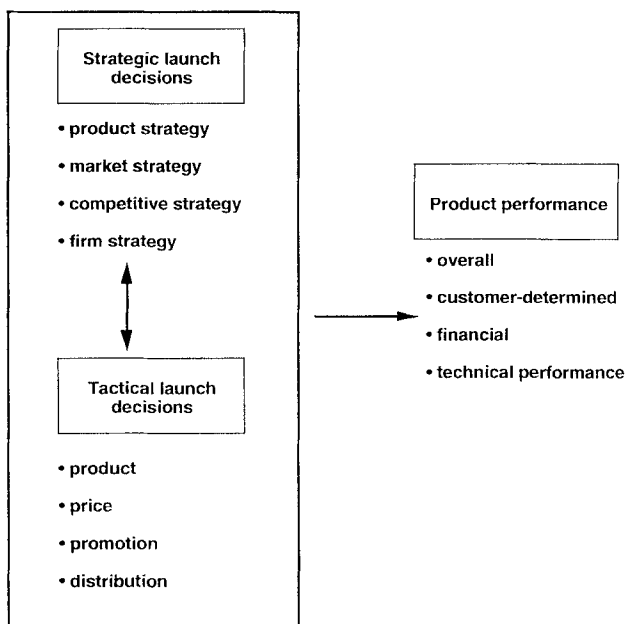 Strategic launch
decisions
• product strategy
• market strategy
• competitive strategy
• firm strategy
Tactical launch
decisions
• product
• price
• promotion
• distribution
Product performance
• overall
• customer-determined
• financial
• technical performance